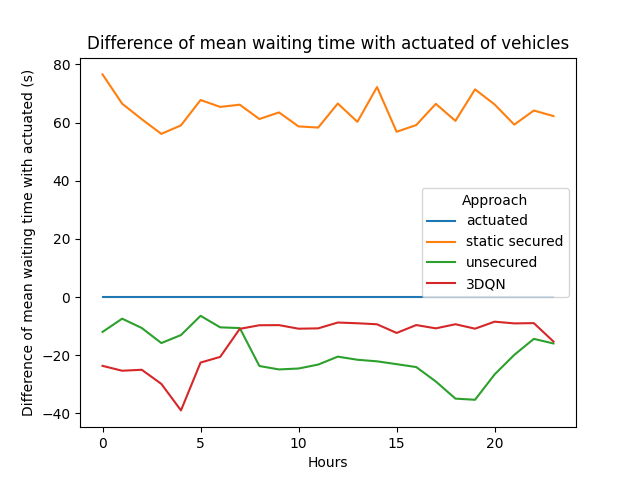 Difference of mean waiting time with actuated of vehicles
Difference of mean waiting time with actuated (s)
80
60
40
20
0
−20
−40
Approach
actuated
static secured
unsecured
3DQN
0
5
10
15
20
Hours